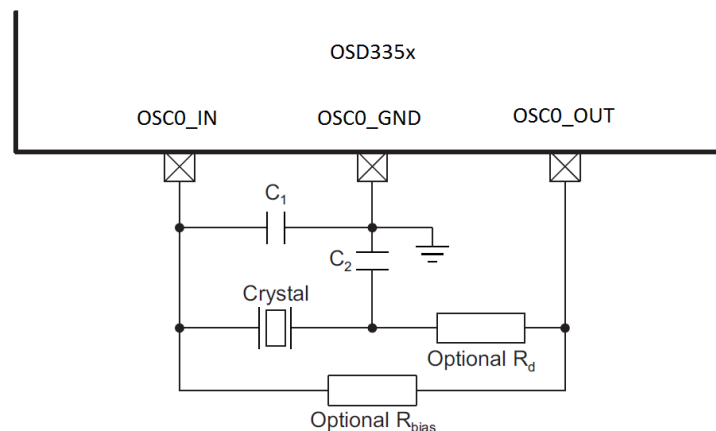 OSD335x
OSC0_IN
OSC0_GND
OSC0_OUT
C1
C2
Crystal
Optional Rd
Optional Rbias